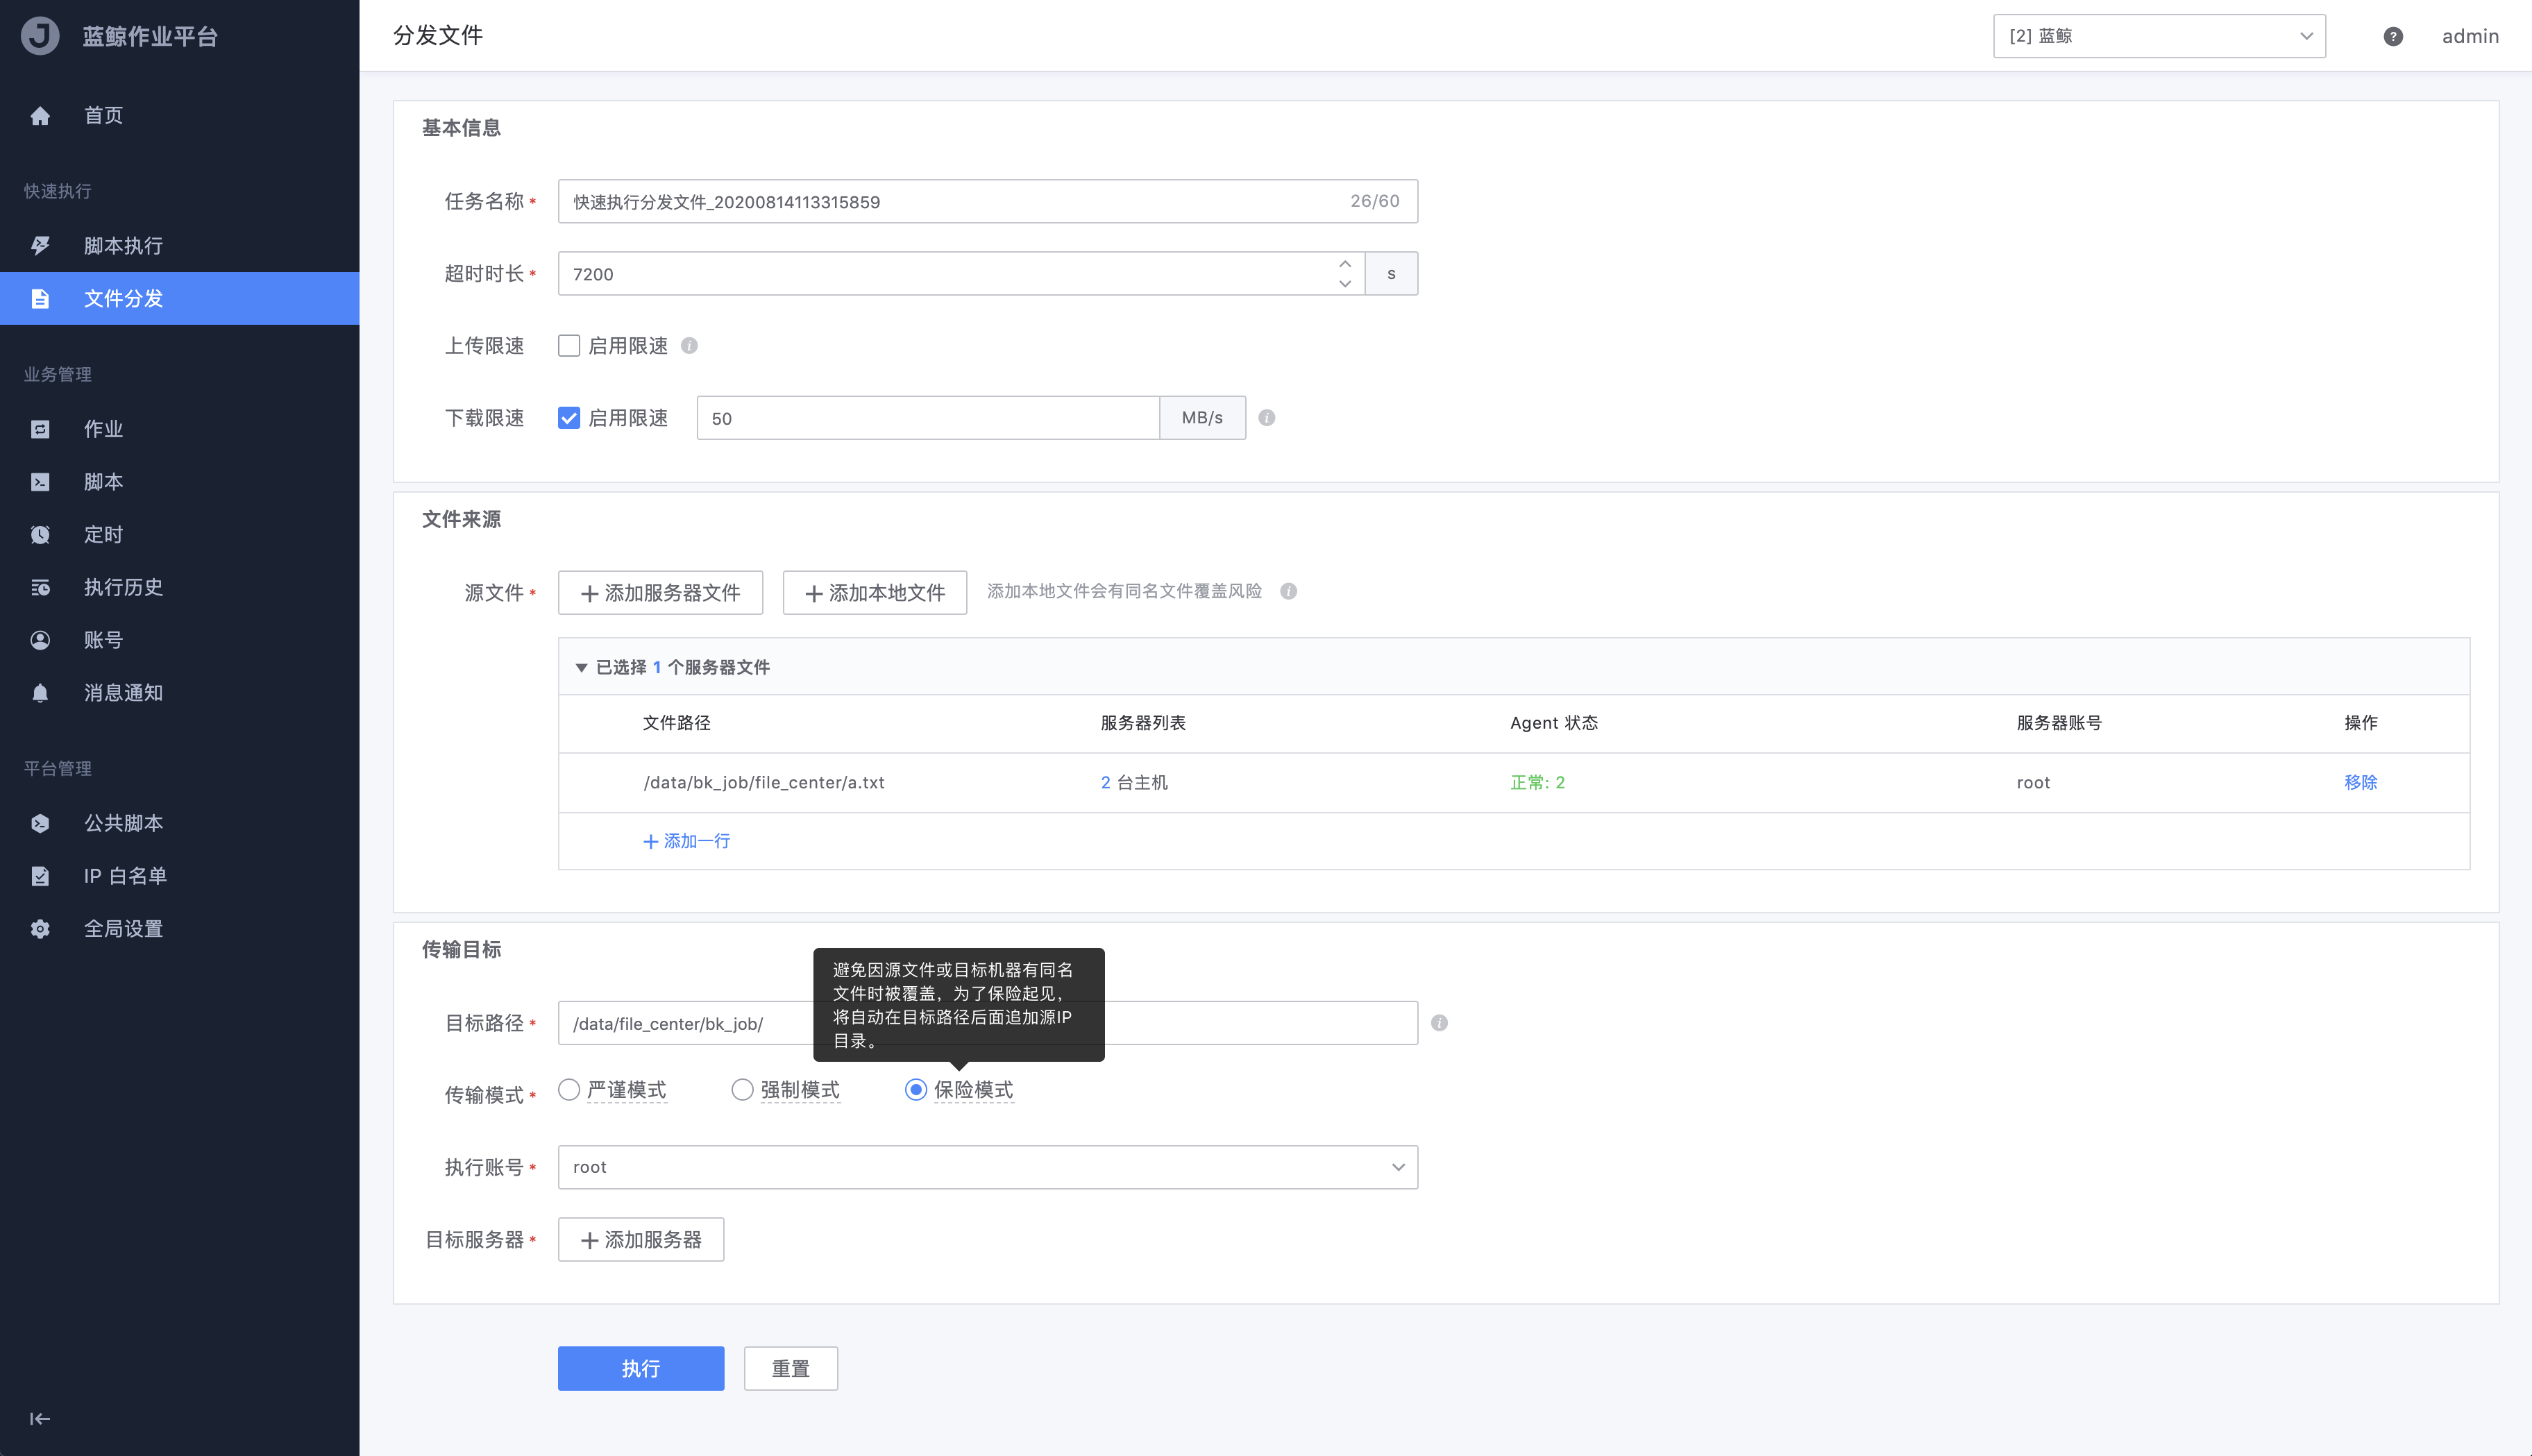 蓝鲸作业平台
首页
快速执行
脚本执行
文件分发
业务管理
作业
脚本
定时
执行历史
账号
消息通知
平台管理
公共脚本
IP 白名单
全局设置
分发文件
[2] 蓝鲸
?
admin
基本信息
任务名称 *
快速执行分发文件_20200814113315859
26/60
超时时长 *
7200
s
上传限速
启用限速
下载限速
启用限速
50
MB/s
文件来源
源文件 *
+ 添加服务器文件
+ 添加本地文件
添加本地文件会有同名文件覆盖风险
已选择 1 个服务器文件
文件路径 服务器列表 Agent 状态 服务器账号 操作
/data/bk_job/file_center/a.txt 2 台主机 正常: 2 root 移除
+ 添加一行
传输目标
避免因源文件或目标机器有同名
文件时被覆盖，为了保险起见，
将自动在目标路径后面追加源IP
目录。
目标路径 *
/data/file_center/bk_job/
传输模式 *
严谨模式
强制模式
保险模式
执行账号 *
root
目标服务器 *
+ 添加服务器
执行
重置